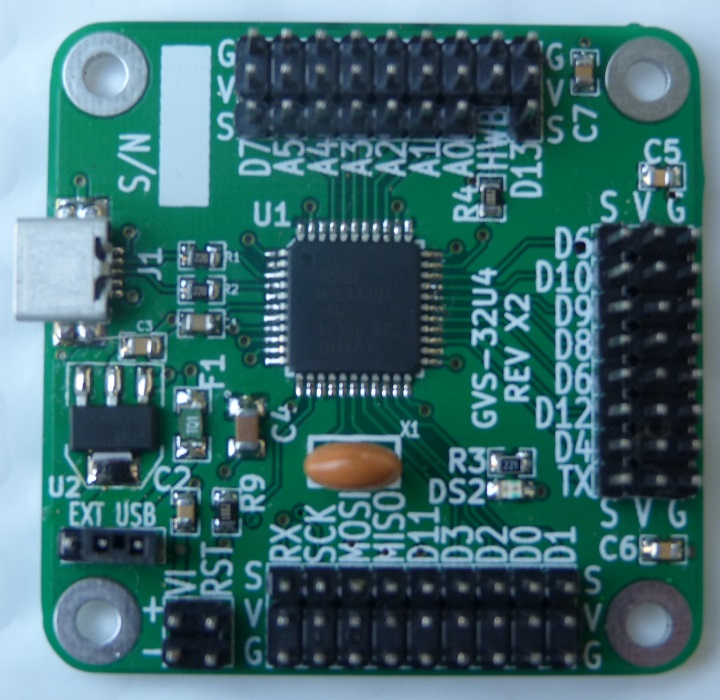 G G
V V
S S
D7 A5 A4 A3 A2 A1 A0 HWB D13
S/N
C7
C5
R4
U1
S V G
J1
R1
R2
C3
F1
C4
GVS-32U4
REV X2
D5
D10
D9
D8
D6
D12
D4
TX
S V G
X1
R3
221
DS2
U2
C2
R9
EXT USB
C6
VI RST
+
-
RX SCK MOSI MISO D11 D3 D2 D0 D1
S S
V V
G G